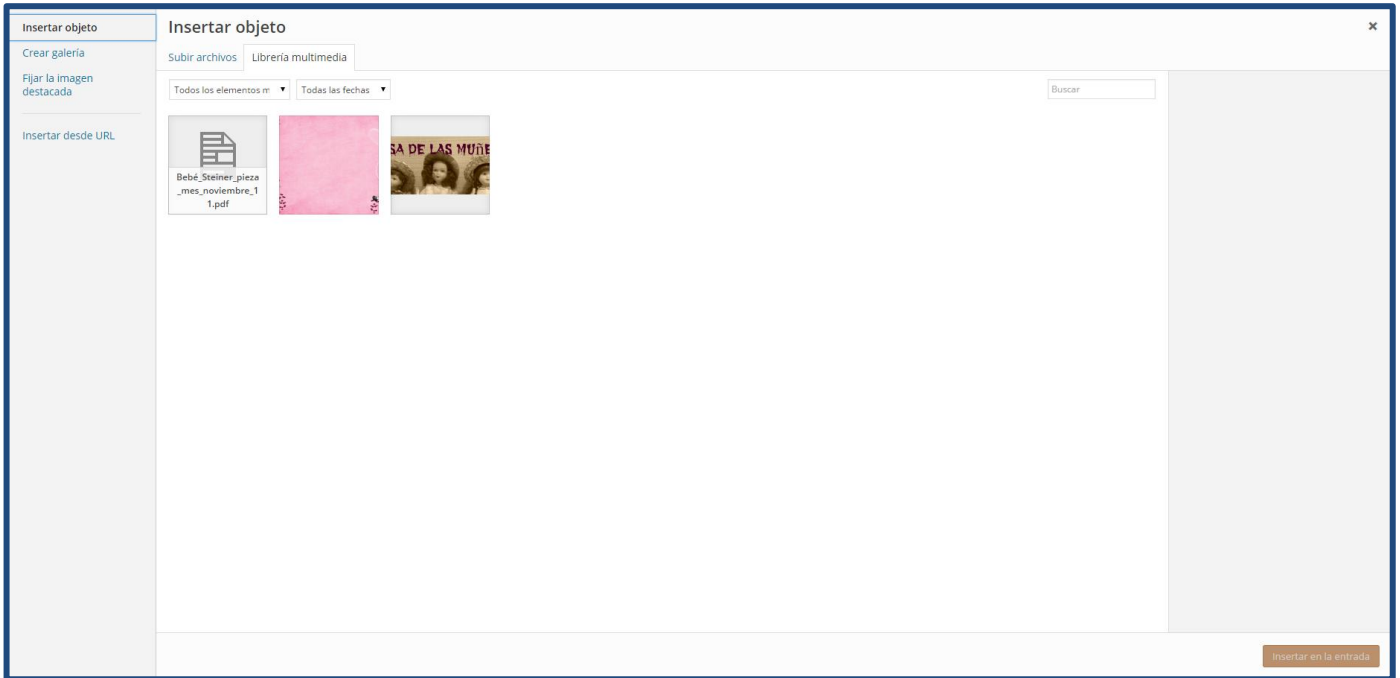 Insertar objeto
Crear galería
Fijar la imagen
destacada
Insertar desde URL
Insertar objeto
×
Subir archivos
Librería multimedia
Todos los elementos m
Todas las fechas
Buscar
Bebé_Steiner_pieza
_mes_noviembre_1
1.pdf
SA DE LAS MUÑE
Insertar en la entrada